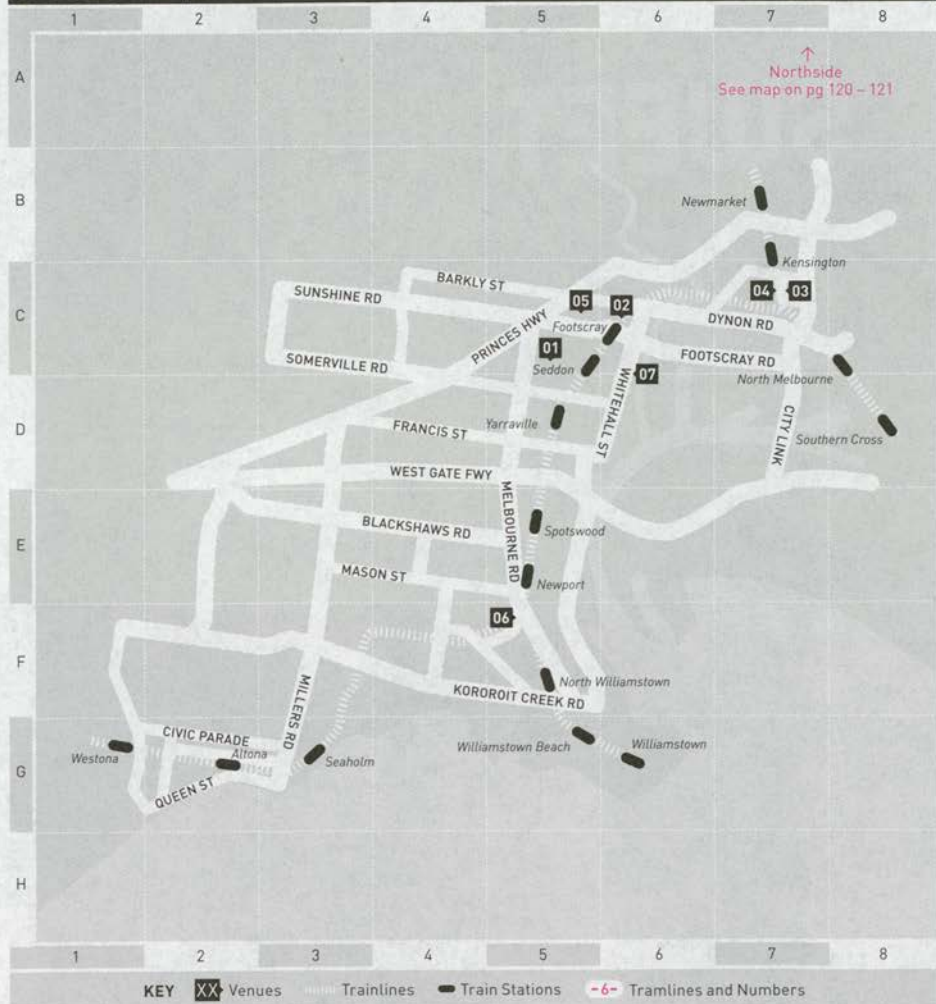 1 2 3 4 5 6 7 8
A
Northside
See map on pg 120 – 121
B
Newmarket
Kensington
C
BARKLY ST
SUNSHINE RD
05
02
04
03
Footscray
PRINCES HWY
DYNON RD
01
FOOTSCRAY RD
SOMERVILLE RD
Seddon
07
North Melbourne
WHITEHALL ST
D
Yarraville
FRANCIS ST
CITY LINK
Southern Cross
WEST GATE FWY
MELBOURNE RD
E
BLACKSHAWS RD
Spotswood
MASON ST
Newport
06
F
North Williamstown
KOROROIT CREEK RD
MILLERS RD
CIVIC PARADE
Westona
Altona
Seaholm
Williamstown Beach
Williamstown
G
QUEEN ST
H
1 2 3 4 5 6 7 8
KEY XX Venues Trainlines Train Stations -6- Tramlines and Numbers